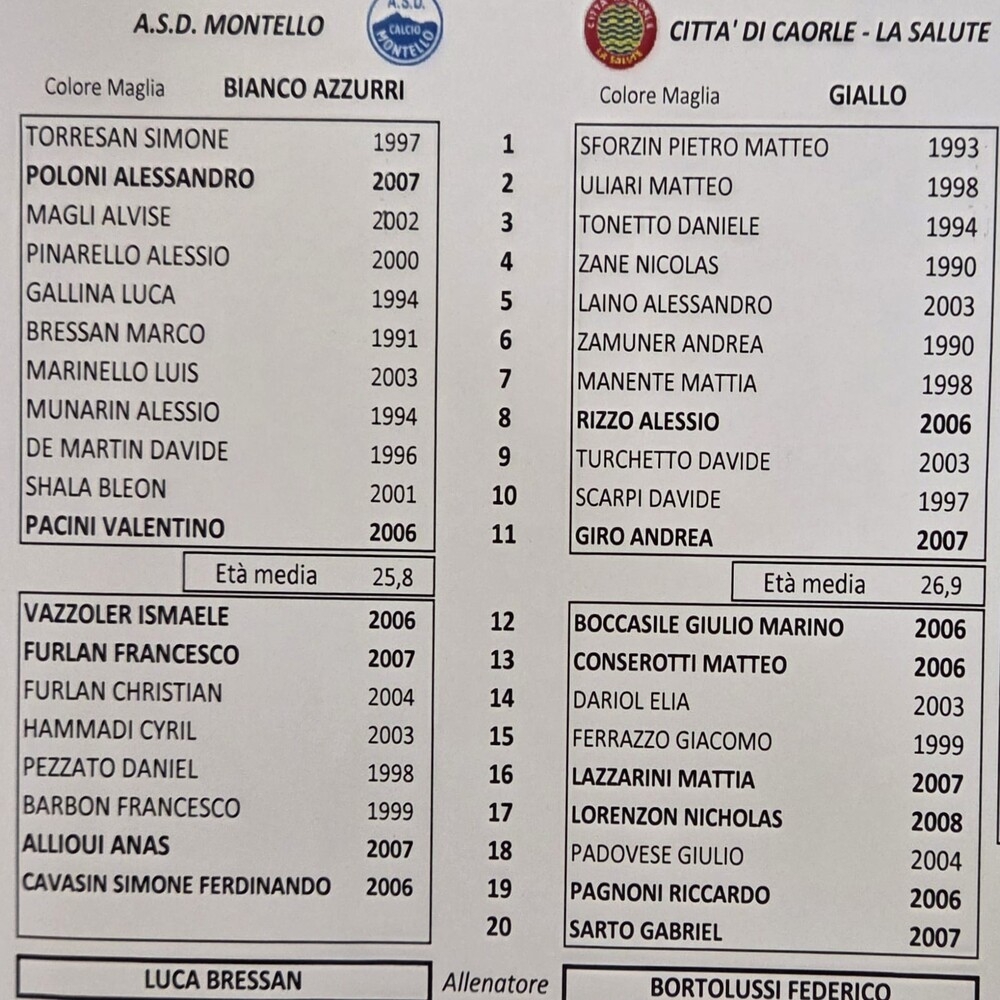 A.S.D. MONTELLO A.S.D. CALCIO MONTELLO CITTÀ DI CAORLE LA SALUTE CITTA' DI CAORLE - LA SALUTE
Colore Maglia BIANCO AZZURRI Colore Maglia GIALLO
TORRESAN SIMONE 1997 1 SFORZIN PIETRO MATTEO 1993
POLONI ALESSANDRO 2007 2 ULIARI MATTEO 1998
MAGLI ALVISE 2002 3 TONETTO DANIELE 1994
PINARELLO ALESSIO 2000 4 ZANE NICOLAS 1990
GALLINA LUCA 1994 5 LAINO ALESSANDRO 2003
BRESSAN MARCO 1991 6 ZAMUNER ANDREA 1990
MARINELLO LUIS 2003 7 MANENTE MATTIA 1998
MUNARIN ALESSIO 1994 8 RIZZO ALESSIO 2006
DE MARTIN DAVIDE 1996 9 TURCHETTO DAVIDE 2003
SHALA BLEON 2001 10 SCARPI DAVIDE 1997
PACINI VALENTINO 2006 11 GIRO ANDREA 2007
Età media 25,8 Età media 26,9
VAZZOLER ISMAELE 2006 12 BOCCASILE GIULIO MARINO 2006
FURLAN FRANCESCO 2007 13 CONSEROTTI MATTEO 2006
FURLAN CHRISTIAN 2004 14 DARIOL ELIA 2003
HAMMADI CYRIL 2003 15 FERRAZZO GIACOMO 1999
PEZZATO DANIEL 1998 16 LAZZARINI MATTIA 2007
BARBON FRANCESCO 1999 17 LORENZON NICHOLAS 2008
ALLIOUI ANAS 2007 18 PADOVESE GIULIO 2004
CAVASIN SIMONE FERDINANDO 2006 19 PAGNONI RICCARDO 2006
20 SARTO GABRIEL 2007
LUCA BRESSAN Allenatore BORTOLUSSI FEDERICO